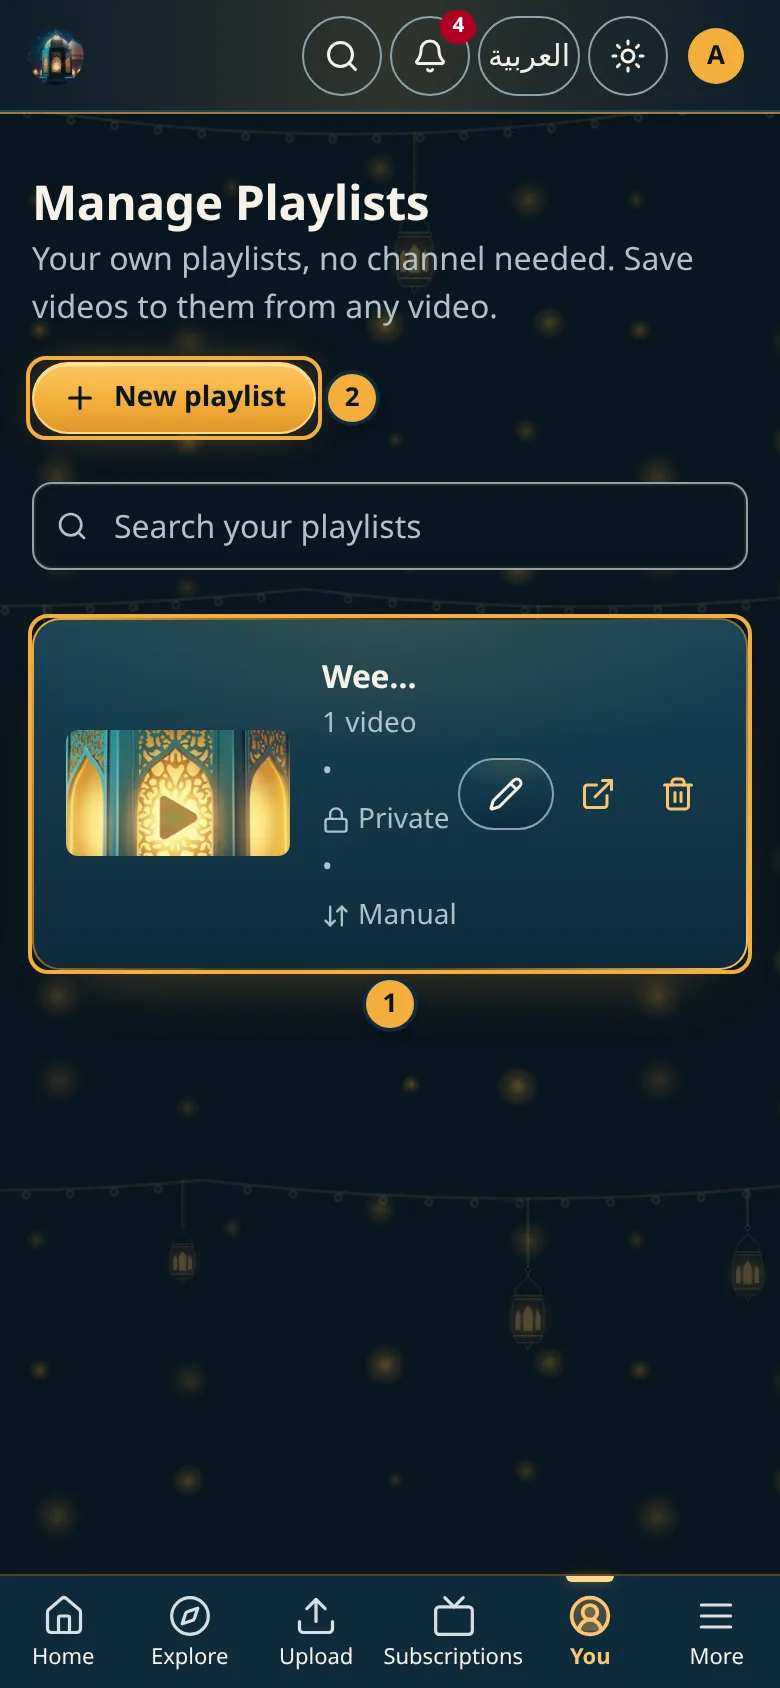 4
العربية
A
Manage Playlists
Your own playlists, no channel needed. Save
videos to them from any video.
New playlist
2
Search your playlists
Wee...
1 video
•
Private
•
Manual
1
Home
Explore
Upload
Subscriptions
You
More